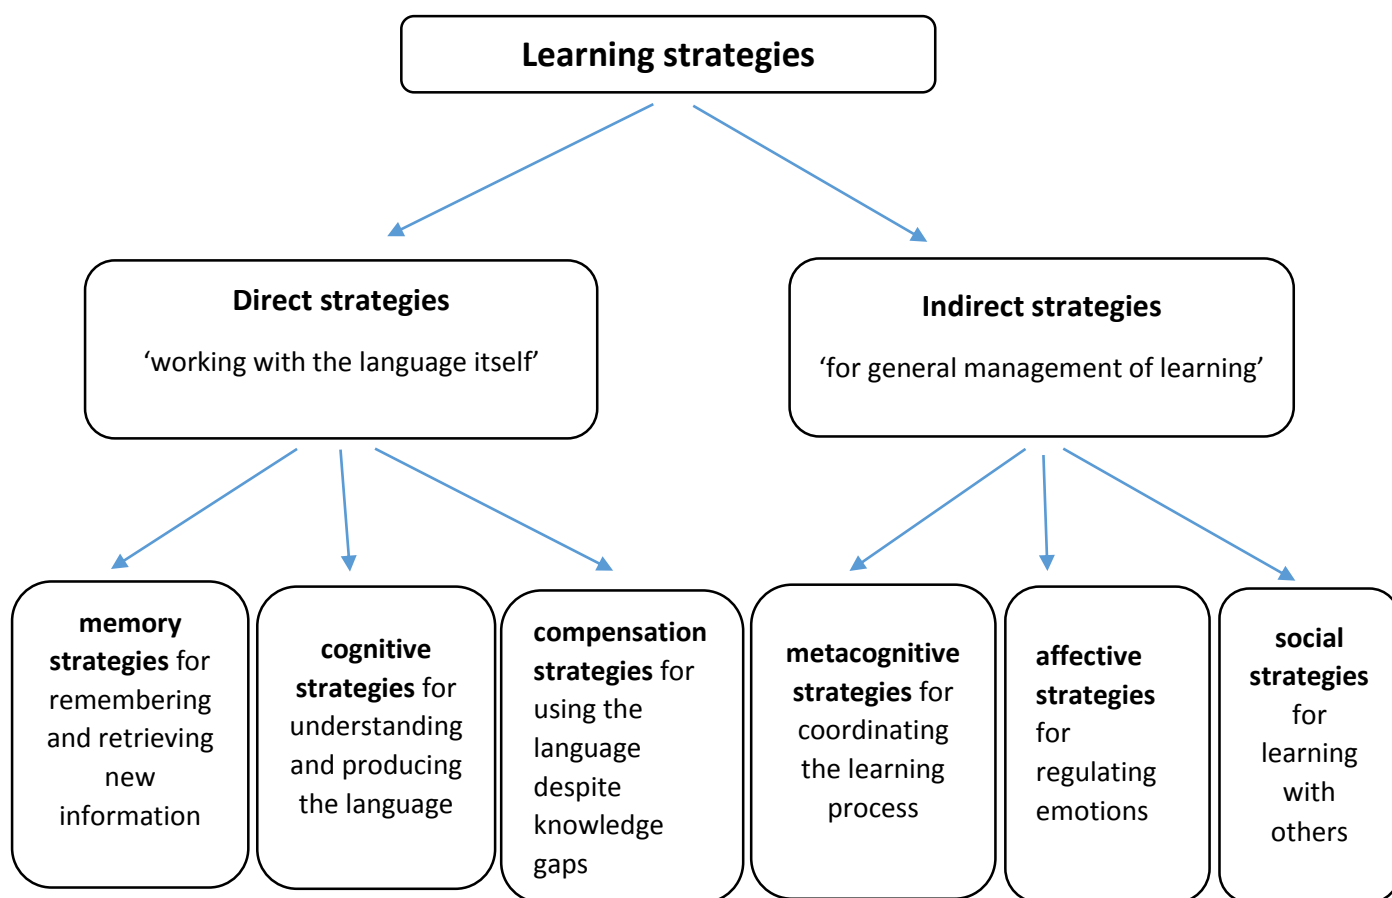 Learning strategies
Direct strategies
‘working with the language itself’
Indirect strategies
‘for general management of learning’
memory
strategies for
remembering
and retrieving
new
information
cognitive
strategies for
understanding
and producing
the language
compensation
strategies for
using the
language
despite
knowledge
gaps
metacognitive
strategies for
coordinating
the learning
process
affective
strategies
for
regulating
emotions
social
strategies
for
learning
with
others